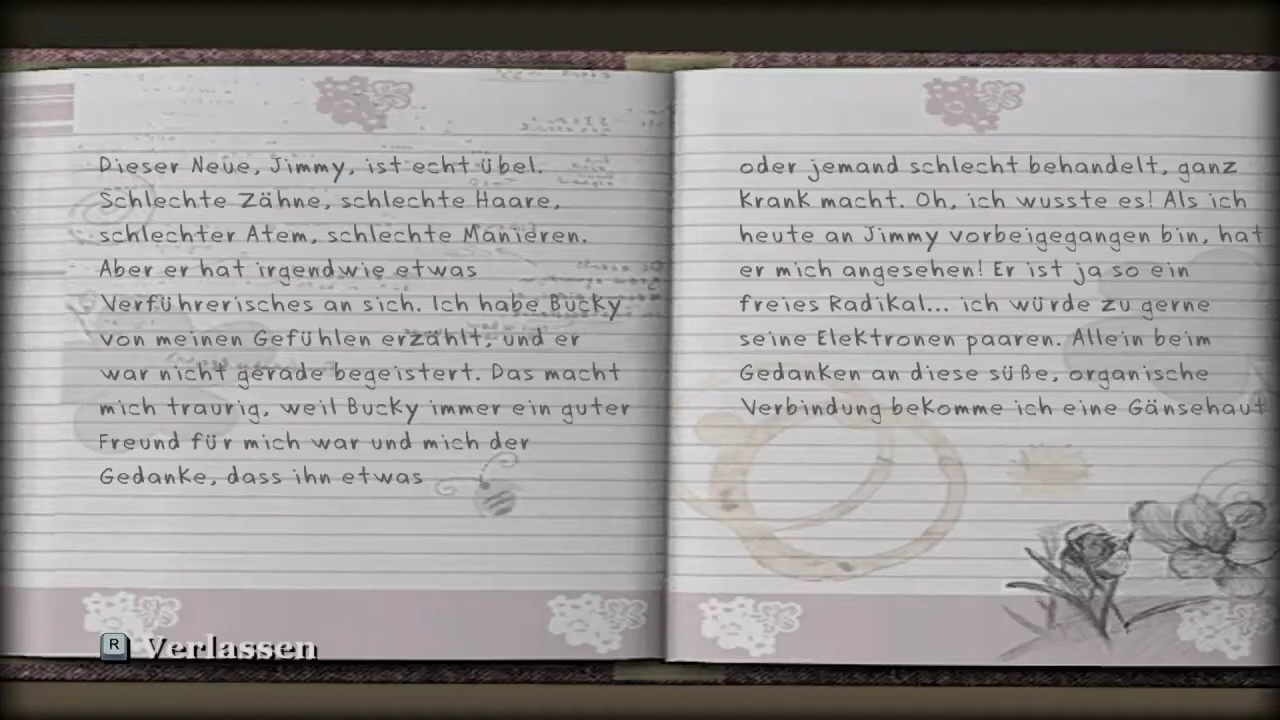 Dieser Neue, Jimmy, ist echt übel.
Schlechte Zähne, schlechte Haare,
schlechter Atem, schlechte Manieren.
Aber er hat irgendwie etwas
Verführerisches an sich. Ich habe Bucky
von meinen Gefühlen erzählt, und er
war nicht gerade begeistert. Das macht
mich traurig, weil Bucky immer ein guter
Freund für mich war und mich der
Gedanke, dass ihn etwas
oder jemand schlecht behandelt, ganz
krank macht. Oh, ich wusste es! Als ich
heute an Jimmy vorbeigegangen bin, hat
er mich angesehen! Er ist ja so ein
freies Radikal... ich würde zu gerne
seine Elektronen paaren. Allein beim
Gedanken an diese süße, organische
Verbindung bekomme ich eine Gänsehaut
R Verlassen